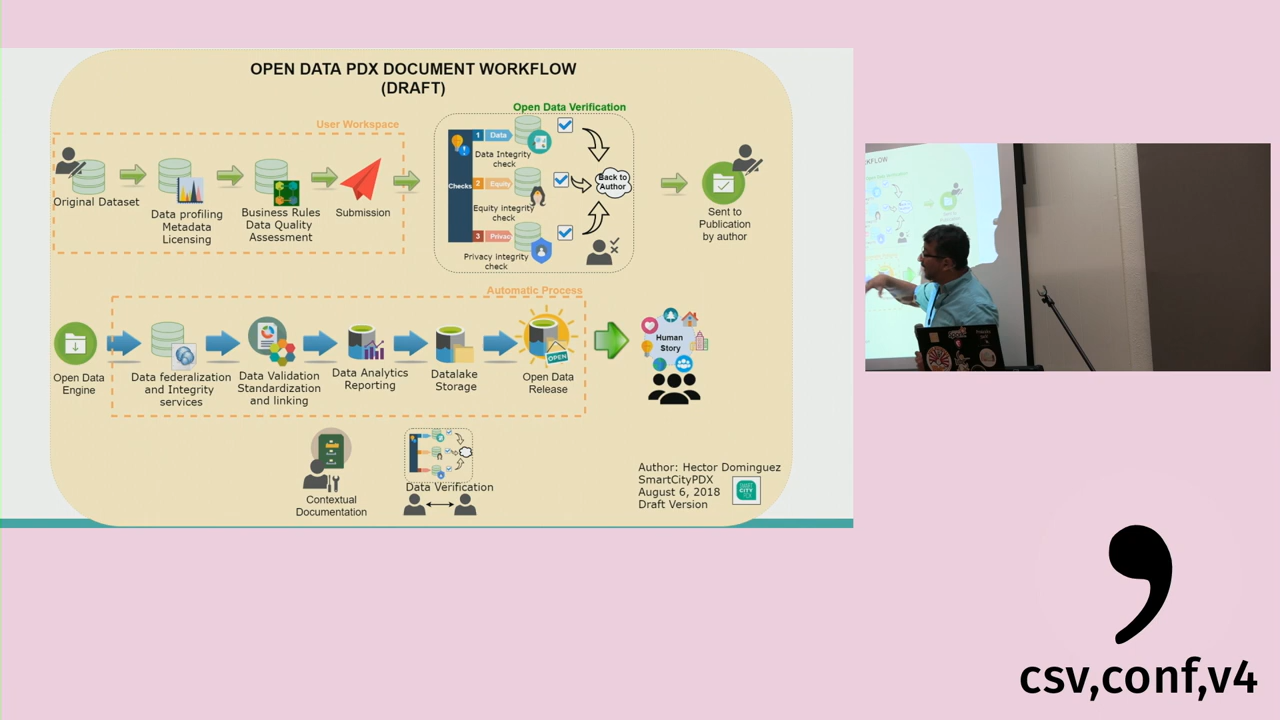 OPEN DATA PDX DOCUMENT WORKFLOW
(DRAFT)
User Workspace
Original Dataset
Data profiling
Metadata
Licensing
Business Rules
Data Quality
Assessment
Submission
Open Data Verification
Checks
1 Data
Data Integrity
check
2 Equity
Equity Integrity
check
3 Privac
Privacy Integrity
check
Back to
Author
Sent to
Publication
by author
Automatic Process
Open Data
Engine
Data federalization
and Integrity
services
Data Validation
Standardization
and linking
Data Analytics
Reporting
Datalake
Storage
OPEN
Open Data
Release
Human
Story
Contextual
Documentation
Data Verification
Author: Hector Dominguez
SmartCityPDX
August 6, 2018
Draft Version
SMART
CITY
PDX
csv,conf,v4